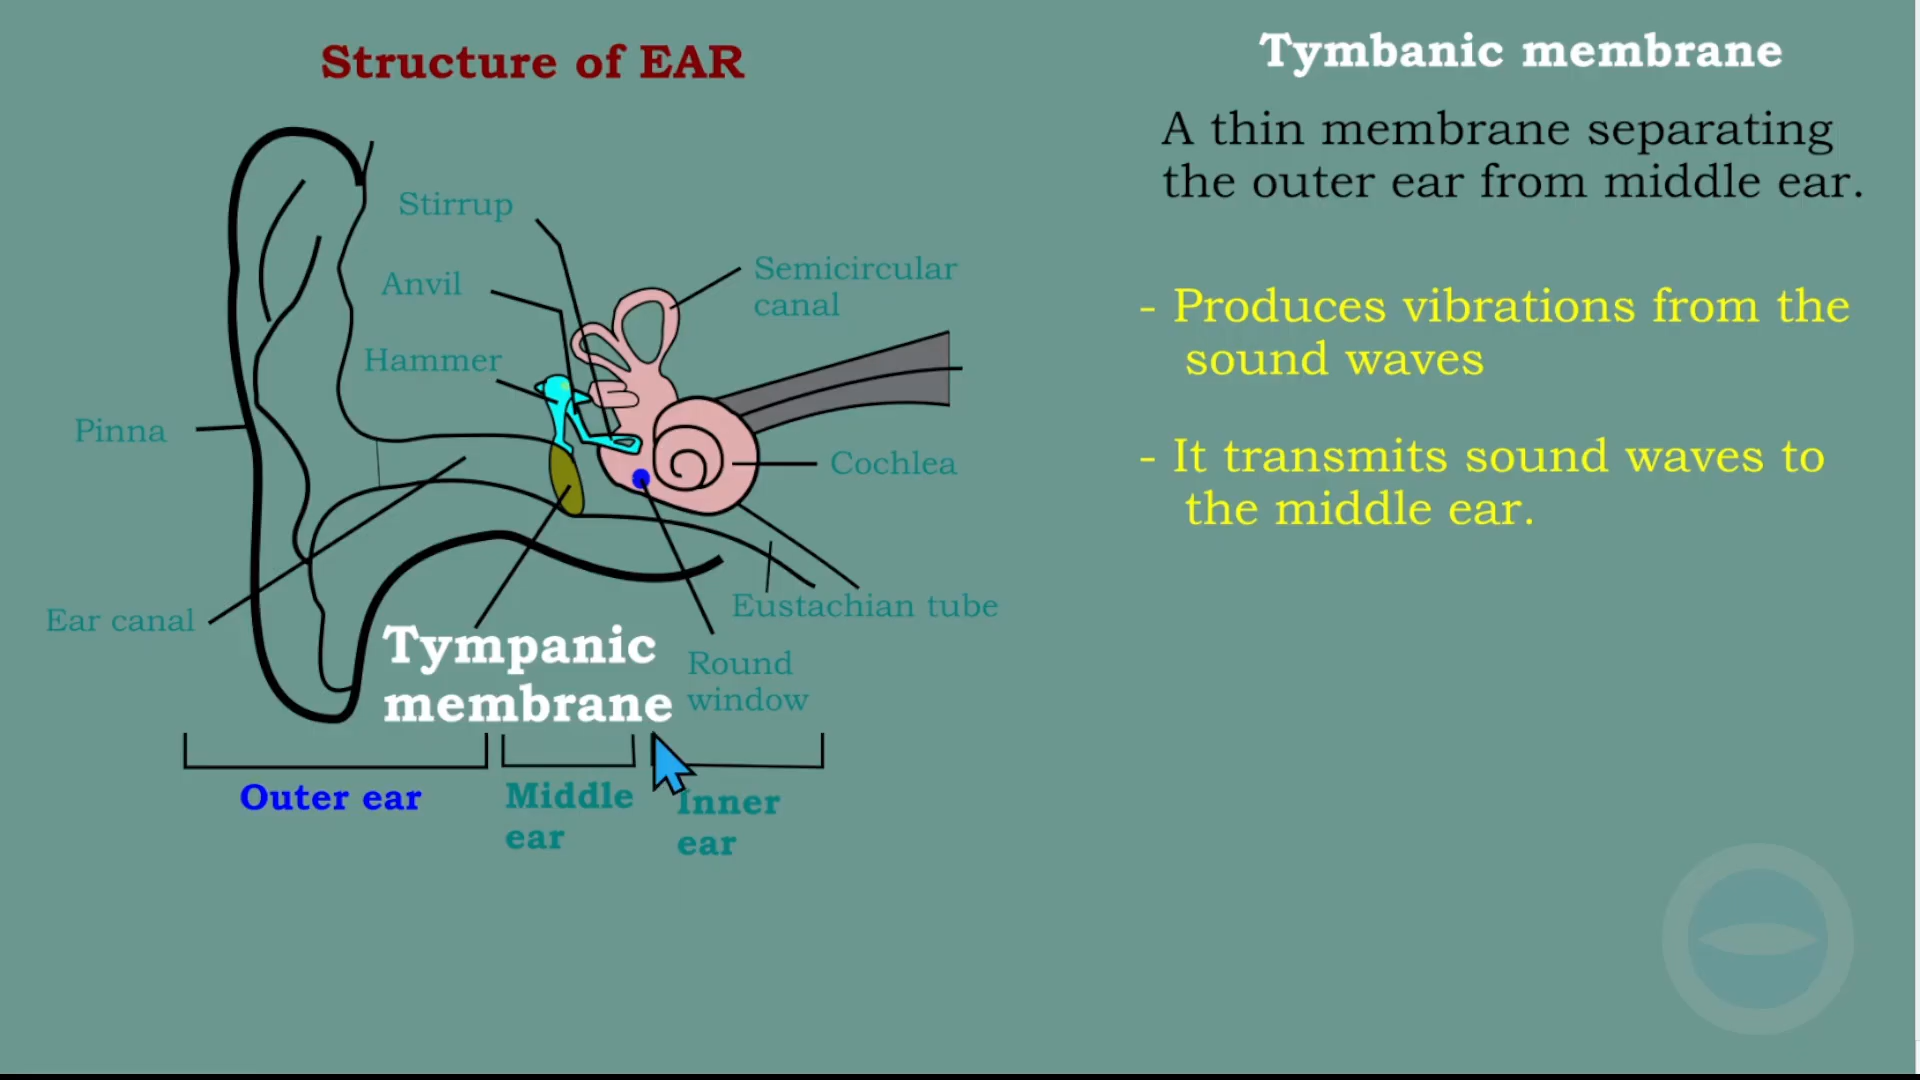 Structure of EAR
Stirrup
Anvil
Hammer
Semicircular
canal
Pinna
Cochlea
Ear canal
Eustachian tube
Tympanic
membrane
Round
window
Outer ear
Middle
ear
Inner
ear
Tymbanic membrane
A thin membrane separating
the outer ear from middle ear.
- Produces vibrations from the
sound waves
- It transmits sound waves to
the middle ear.